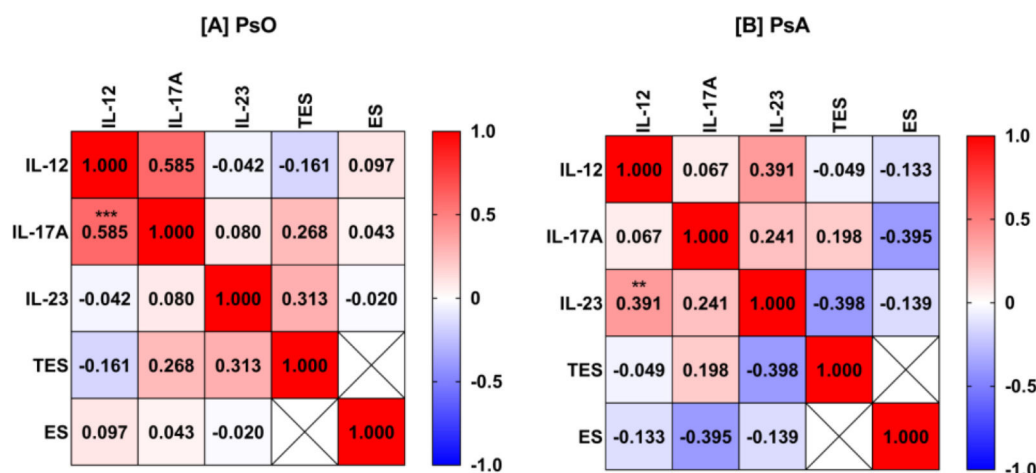 [A] PsO
IL-12 IL-17A IL-23 TES ES
IL-12 1.000 0.585 -0.042 -0.161 0.097
***
IL-17A 0.585 1.000 0.080 0.268 0.043
IL-23 -0.042 0.080 1.000 0.313 -0.020
TES -0.161 0.268 0.313 1.000
ES 0.097 0.043 -0.020 1.000
1.0
0.5
0
-0.5
-1.0
[B] PsA
IL-12 IL-17A IL-23 TES ES
IL-12 1.000 0.067 0.391 -0.049 -0.133
IL-17A 0.067 1.000 0.241 0.198 -0.395
**
IL-23 0.391 0.241 1.000 -0.398 -0.139
TES -0.049 0.198 -0.398 1.000
ES -0.133 -0.395 -0.139 1.000
1.0
0.5
0
-0.5
-1.0